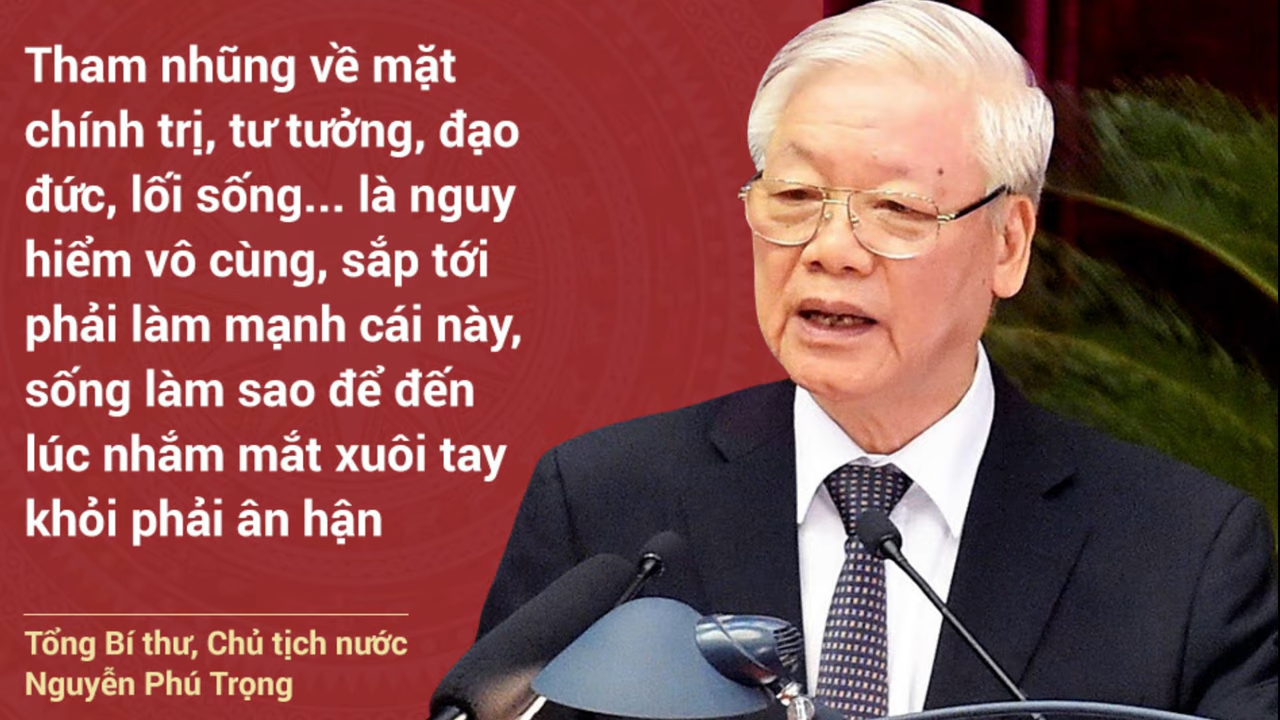 Tham nhũng về mặt
chính trị, tư tưởng, đạo
đức, lối sống... là nguy
hiểm vô cùng, sắp tới
phải làm mạnh cái này,
sống làm sao để đến
lúc nhắm mắt xuôi tay
khỏi phải ân hận
Tổng Bí thư, Chủ tịch nước
Nguyễn Phú Trọng